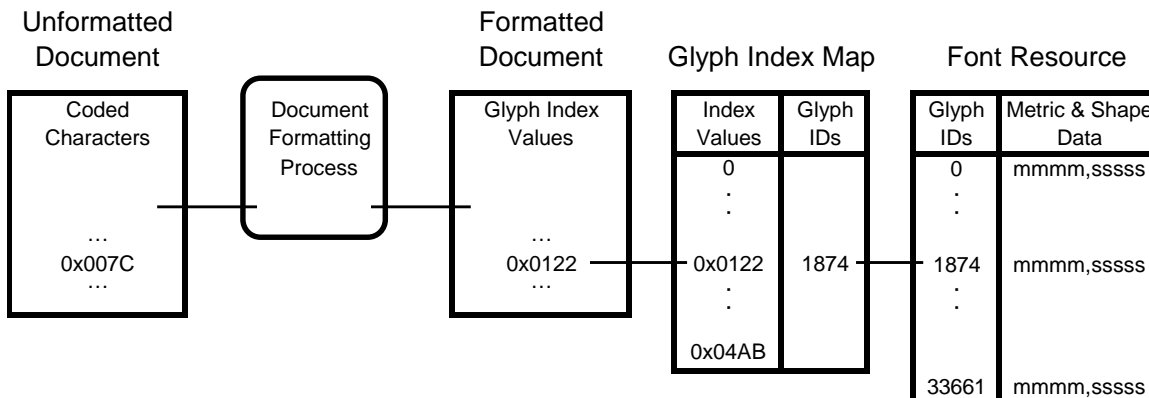 Unformatted
Document
Formatted
Document
Glyph Index Map
Font Resource
Coded
Characters
…
0x007C
…
Document
Formatting
Process
Glyph Index
Values
…
0x0122
…
Index
Values
Glyph
IDs
0
.
.
0x0122
1874
.
.
0x04AB
Glyph
IDs
Metric & Shape
Data
0
mmmm,sssss
.
.
1874
mmmm,sssss
.
.
33661
mmmm,sssss